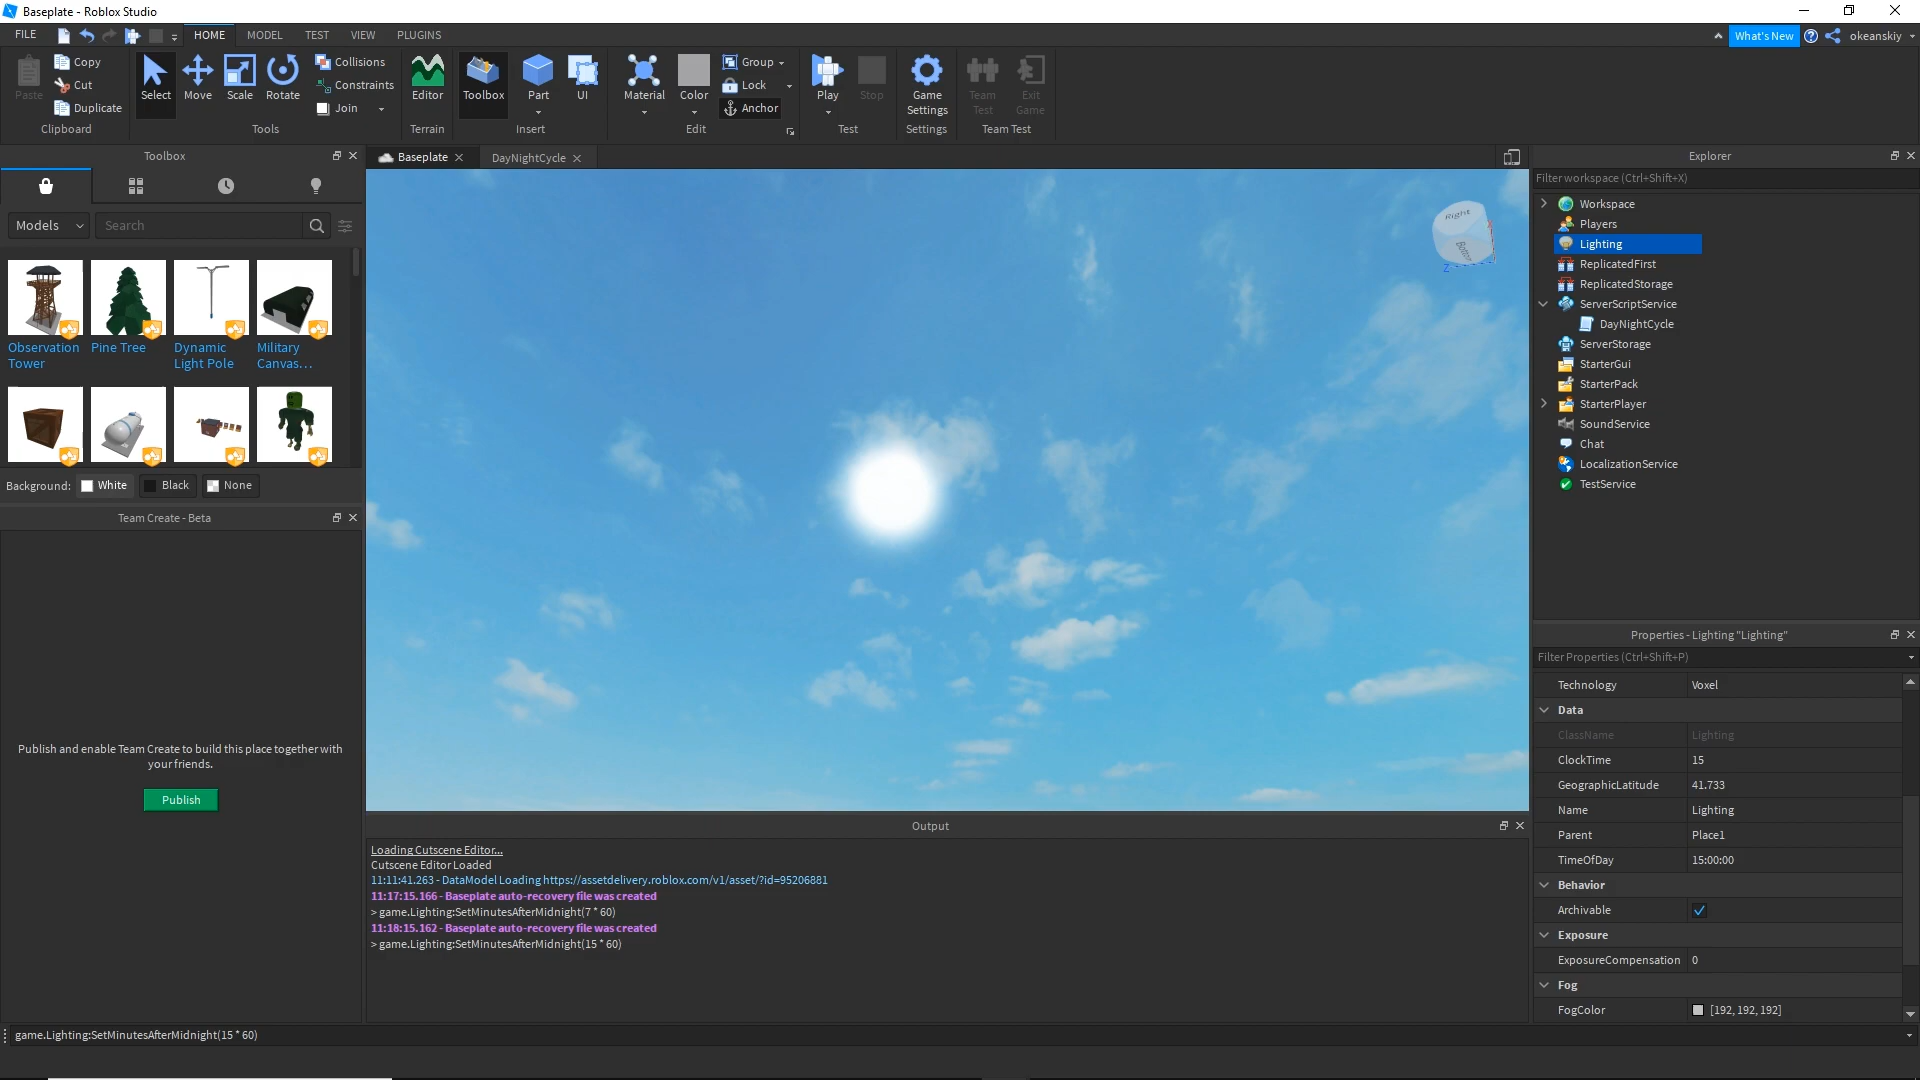 Baseplate - Roblox Studio
FILE HOME MODEL TEST VIEW PLUGINS What's New okeanskiy
Paste Copy Cut Duplicate
Clipboard
Select Move Scale Rotate Collisions Constraints Join
Tools
Editor
Terrain
Toolbox Part UI
Insert
Material Color Group Lock Anchor
Edit
Play Stop
Test
Game Settings
Settings
Team Test Exit Game
Team Test
Toolbox
Models Search
Observation Tower
Pine Tree
Dynamic Light Pole
Military Canvas...
Background: White Black None
Team Create - Beta
Publish and enable Team Create to build this place together with
your friends.
Publish
Baseplate DayNightCycle
Right
Bottom
Z
Output
Loading Cutscene Editor...
Cutscene Editor Loaded
11:11:41.263 - DataModel Loading https://assetdelivery.roblox.com/v1/asset/?id=95206881
11:17:15.166 - Baseplate auto-recovery file was created
> game.Lighting:SetMinutesAfterMidnight(7 * 60)
11:18:15.162 - Baseplate auto-recovery file was created
> game.Lighting:SetMinutesAfterMidnight(15 * 60)
Explorer
Filter workspace (Ctrl+Shift+X)
Workspace
Players
Lighting
ReplicatedFirst
ReplicatedStorage
ServerScriptService
DayNightCycle
ServerStorage
StarterGui
StarterPack
StarterPlayer
SoundService
Chat
LocalizationService
TestService
Properties - Lighting "Lighting"
Filter Properties (Ctrl+Shift+P)
Technology Voxel
Data
ClassName Lighting
ClockTime 15
GeographicLatitude 41.733
Name Lighting
Parent Place1
TimeOfDay 15:00:00
Behavior
Archivable
Exposure
ExposureCompensation 0
Fog
FogColor [192, 192, 192]
game.Lighting:SetMinutesAfterMidnight(15 * 60)